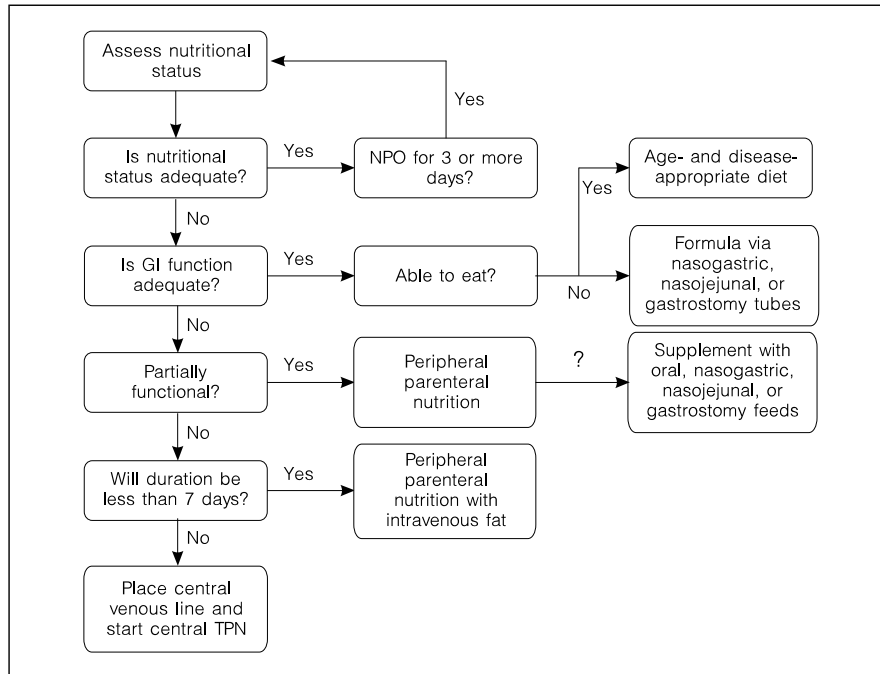 Assess nutritional
status
Yes
Is nutritional
status adequate?
Yes
NPO for 3 or more
days?
Age- and disease-
appropriate diet
Yes
No
Is GI function
adequate?
Yes
Able to eat?
No
Formula via
nasogastric,
nasojejunal, or
gastrostomy tubes
No
Partially
functional?
Yes
Peripheral
parenteral
nutrition
?
Supplement with
oral, nasogastric,
nasojejunal, or
gastrostomy feeds
No
Will duration be
less than 7 days?
Yes
Peripheral
parenteral
nutrition with
intravenous fat
No
Place central
venous line and
start central TPN